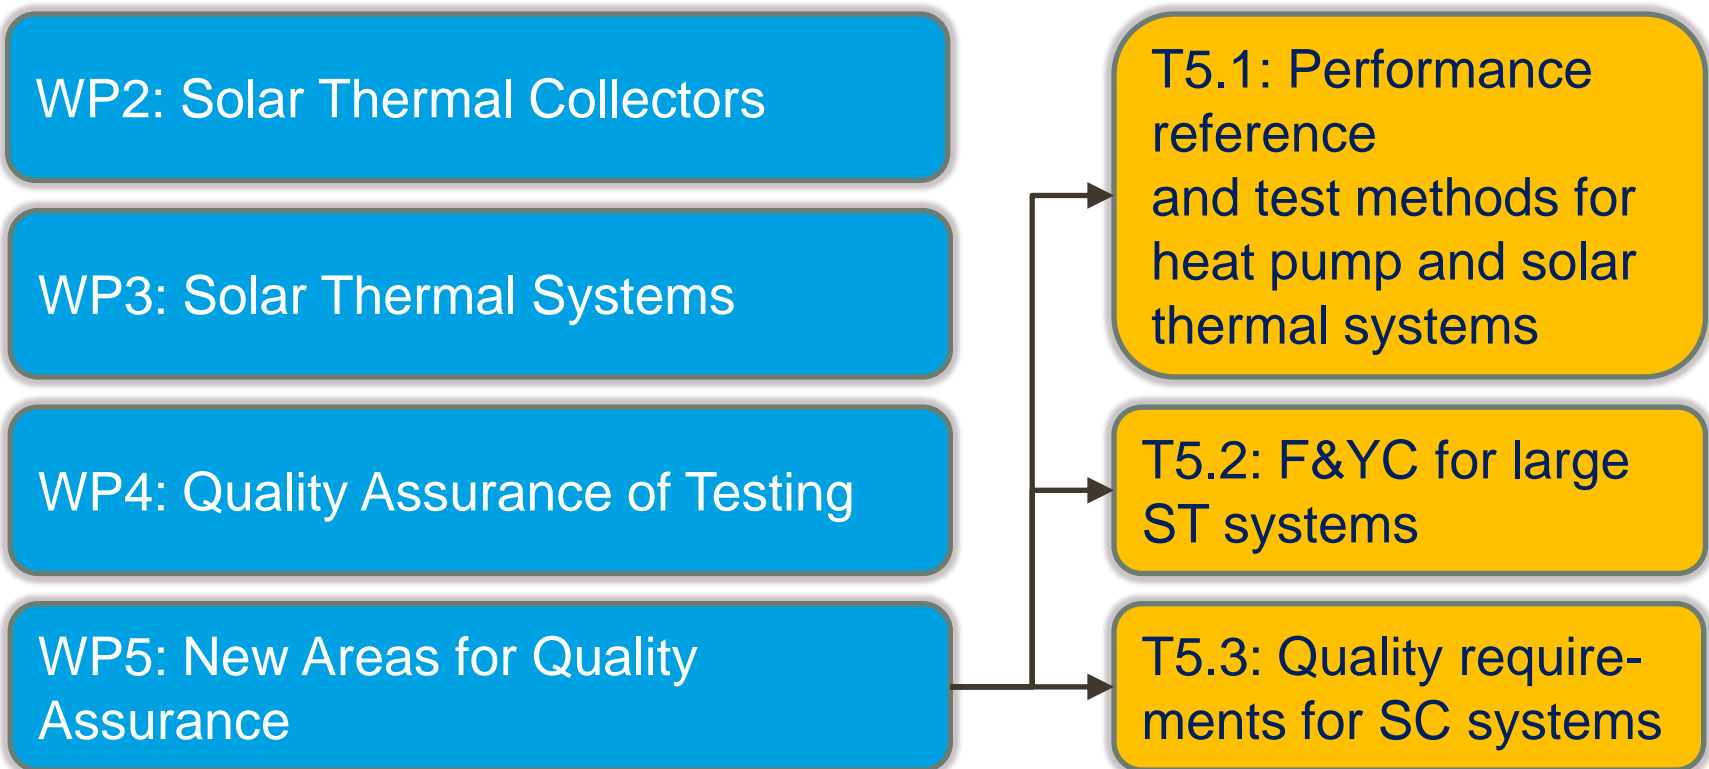 WP2: Solar Thermal Collectors
WP3: Solar Thermal Systems
WP4: Quality Assurance of Testing
WP5: New Areas for Quality
Assurance
T5.1: Performance
reference
and test methods for
heat pump and solar
thermal systems
T5.2: F&YC for large
ST systems
T5.3: Quality require-
ments for SC systems